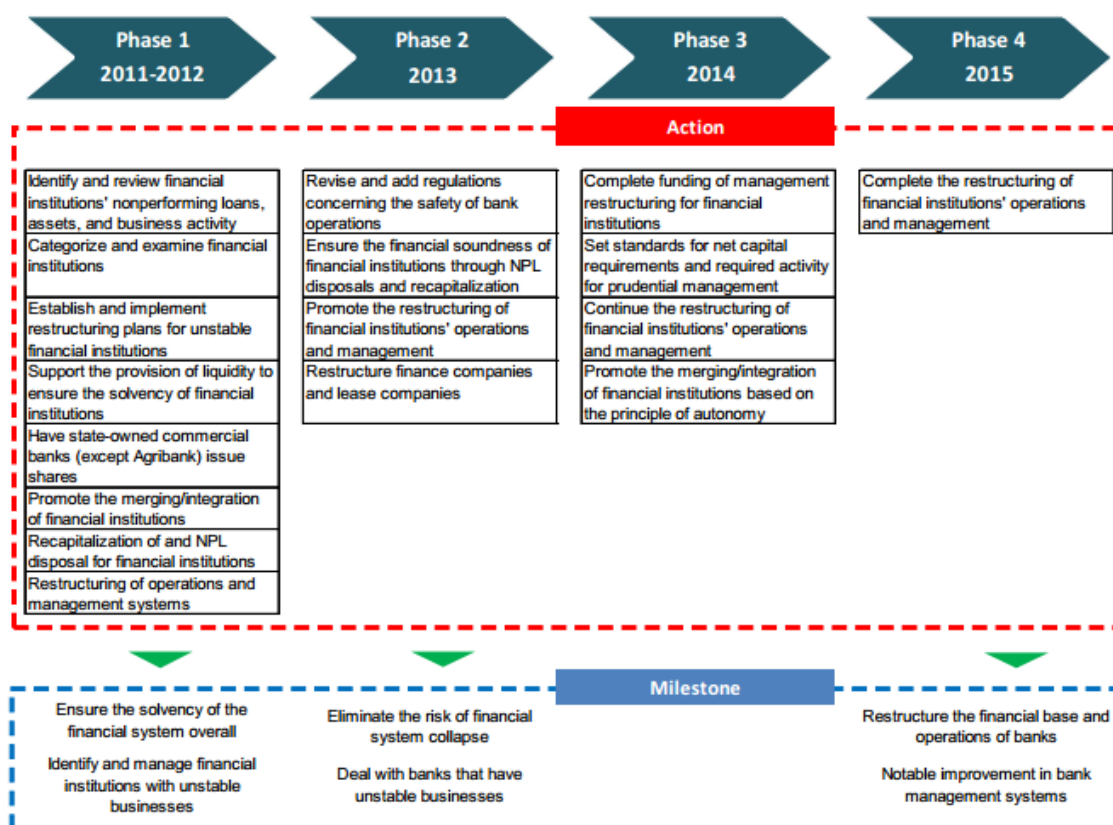 Phase 1
2011-2012
Phase 2
2013
Phase 3
2014
Phase 4
2015
Action
Identify and review financial
institutions' nonperforming loans,
assets, and business activity
Categorize and examine financial
institutions
Establish and implement
restructuring plans for unstable
financial institutions
Support the provision of liquidity to
ensure the solvency of financial
institutions
Have state-owned commercial
banks (except Agribank) issue
shares
Promote the merging/integration
of financial institutions
Recapitalization of and NPL
disposal for financial institutions
Restructuring of operations and
management systems
Revise and add regulations
concerning the safety of bank
operations
Ensure the financial soundness of
financial institutions through NPL
disposals and recapitalization
Promote the restructuring of
financial institutions' operations
and management
Restructure finance companies
and lease companies
Complete funding of management
restructuring for financial
institutions
Set standards for net capital
requirements and required activity
for prudential management
Continue the restructuring of
financial institutions' operations
and management
Promote the merging/integration
of financial institutions based on
the principle of autonomy
Complete the restructuring of
financial institutions' operations
and management
Milestone
Ensure the solvency of the
financial system overall
Identify and manage financial
institutions with unstable
businesses
Eliminate the risk of financial
system collapse
Deal with banks that have
unstable businesses
Restructure the financial base and
operations of banks
Notable improvement in bank
management systems